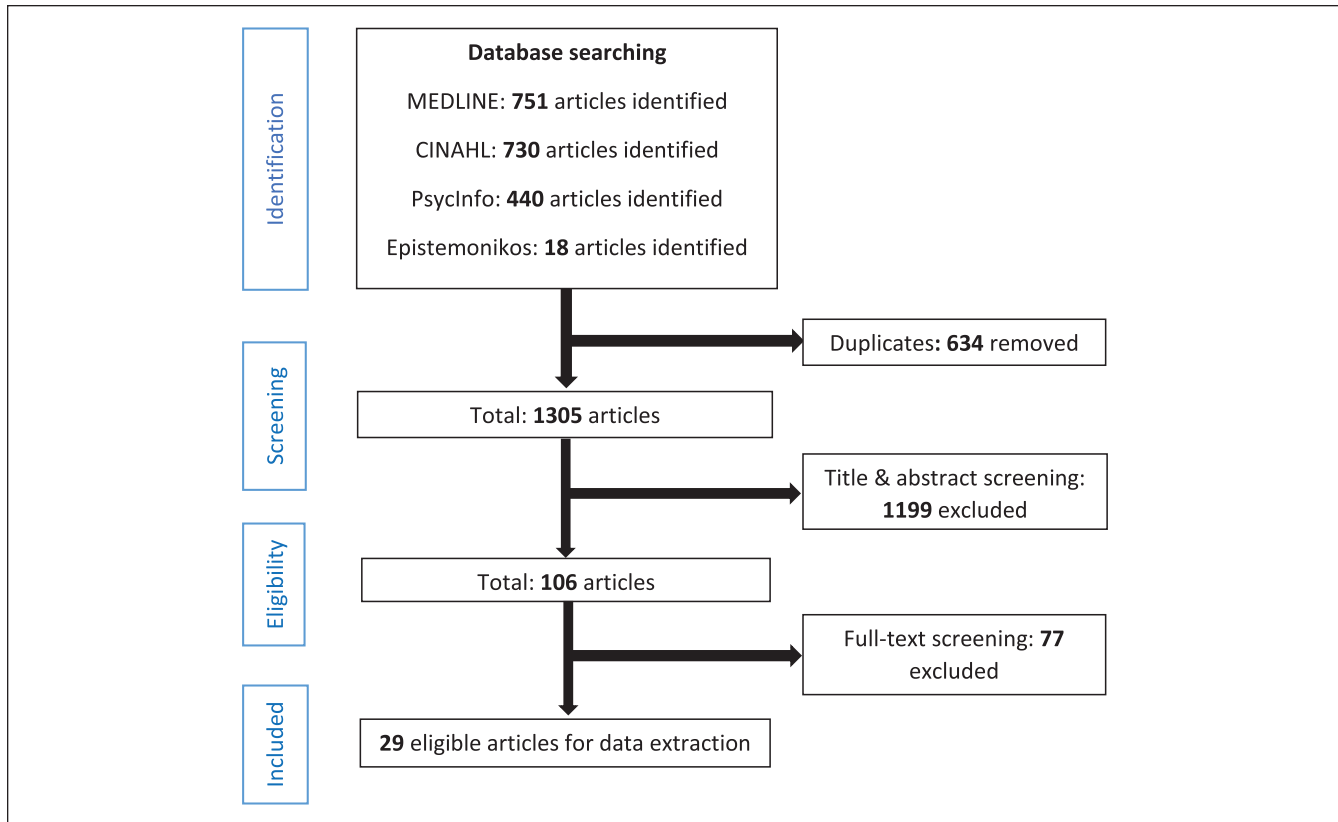 Identification
Database searching
MEDLINE: 751 articles identified
CINAHL: 730 articles identified
PsycInfo: 440 articles identified
Epistemonikos: 18 articles identified
Duplicates: 634 removed
Screening
Total: 1305 articles
Title & abstract screening:
1199 excluded
Eligibility
Total: 106 articles
Full-text screening: 77
excluded
Included
29 eligible articles for data extraction